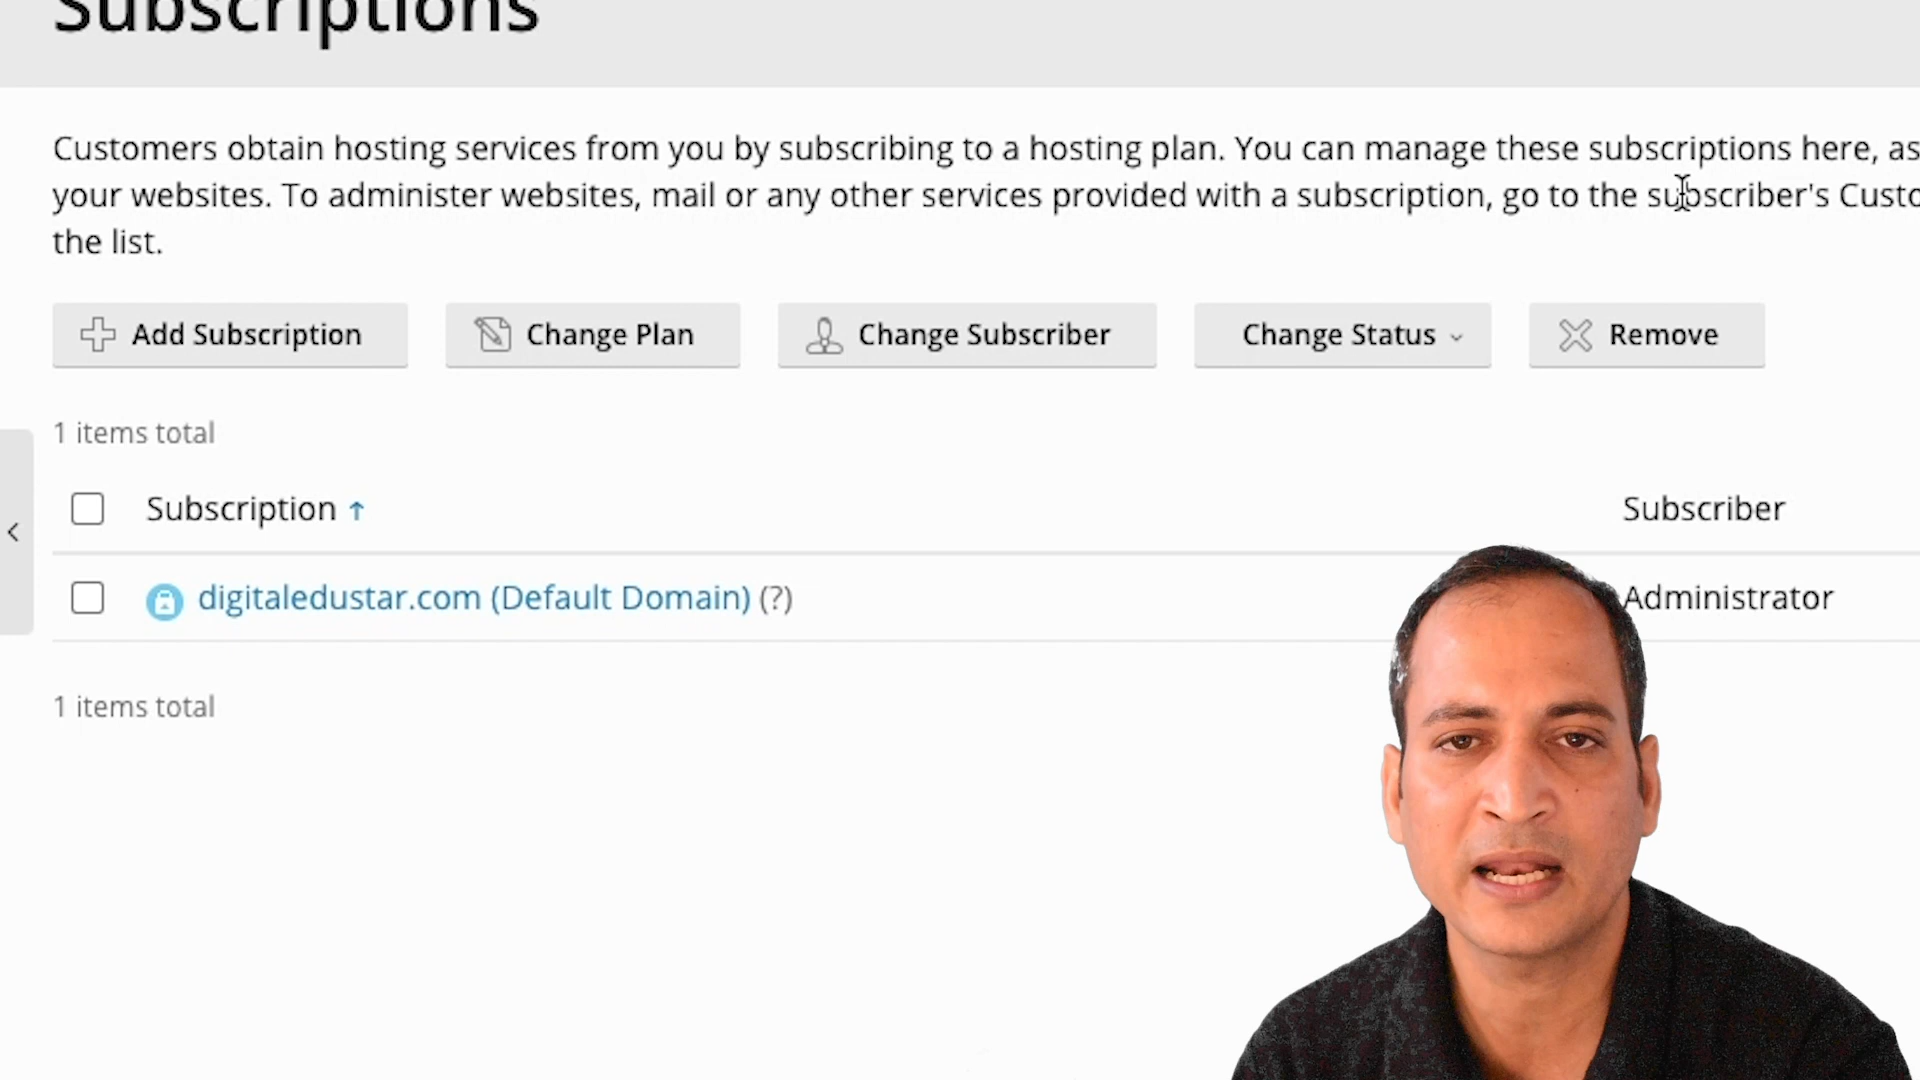 Subscriptions
Customers obtain hosting services from you by subscribing to a hosting plan. You can manage these subscriptions here, as
your websites. To administer websites, mail or any other services provided with a subscription, go to the subscriber's Custo
the list.
Add Subscription Change Plan Change Subscriber Change Status Remove
1 items total
Subscription ↑ Subscriber
digitaledustar.com (Default Domain) (?) Administrator
1 items total